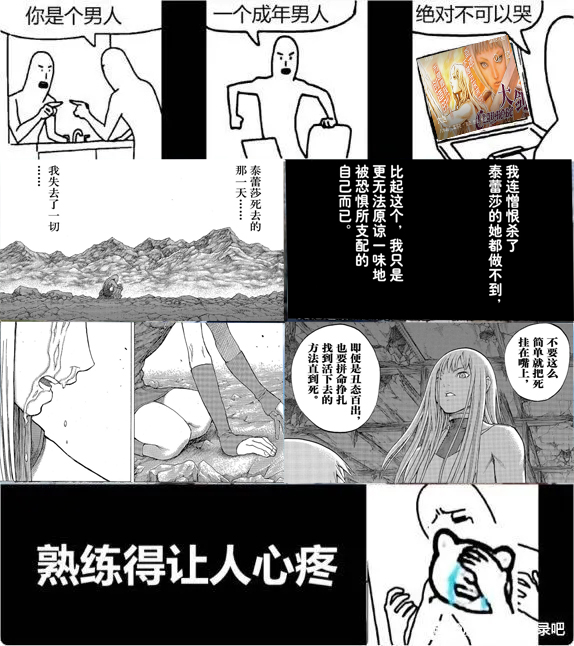 你是个男人
一个成年男人
绝对不可以哭
泰蕾莎死去的
那一天……
我失去了一切
……
我连憎恨杀了
泰蕾莎的她都做不到,
比起这个,我只是
更无法原谅一味地
被恐惧所支配的
自己而已。
不要这么
简单就把死
挂在嘴上,
即便是丑态百出,
也要拼命挣扎
找到活下去的
方法直到死。
熟练得让人心疼
录吧